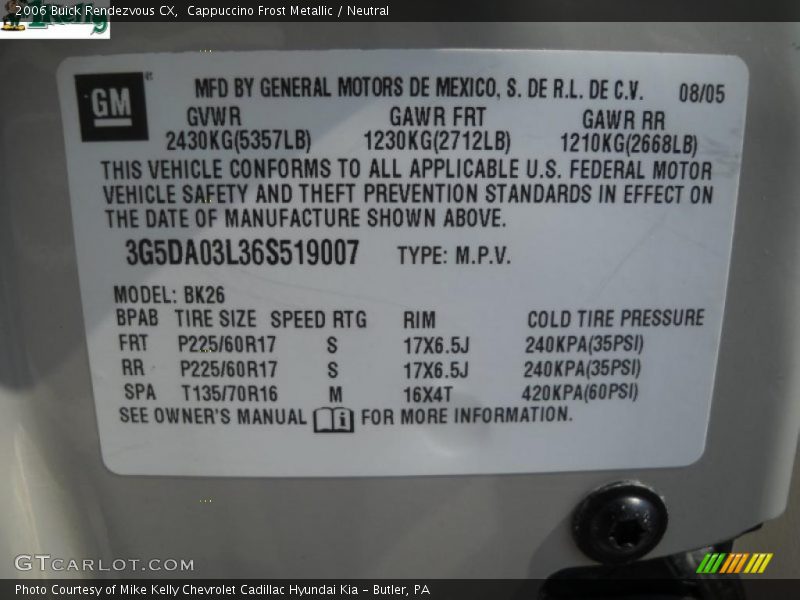 2006 Buick Rendezvous CX, Cappuccino Frost Metallic / Neutral
Kelly
GM
MFD BY GENERAL MOTORS DE MEXICO, S. DE R.L. DE C.V. 08/05
GVWR GAWR FRT GAWR RR
2430KG(5357LB) 1230KG(2712LB) 1210KG(2668LB)
THIS VEHICLE CONFORMS TO ALL APPLICABLE U.S. FEDERAL MOTOR
VEHICLE SAFETY AND THEFT PREVENTION STANDARDS IN EFFECT ON
THE DATE OF MANUFACTURE SHOWN ABOVE.
3G5DA03L36S519007 TYPE: M.P.V.
MODEL: BK26
BPAB TIRE SIZE SPEED RTG RIM COLD TIRE PRESSURE
FRT P225/60R17 S 17X6.5J 240KPA(35PSI)
RR P225/60R17 S 17X6.5J 240KPA(35PSI)
SPA T135/70R16 M 16X4T 420KPA(60PSI)
SEE OWNER'S MANUAL i FOR MORE INFORMATION.
GTCARLOT.COM
Photo Courtesy of Mike Kelly Chevrolet Cadillac Hyundai Kia – Butler, PA